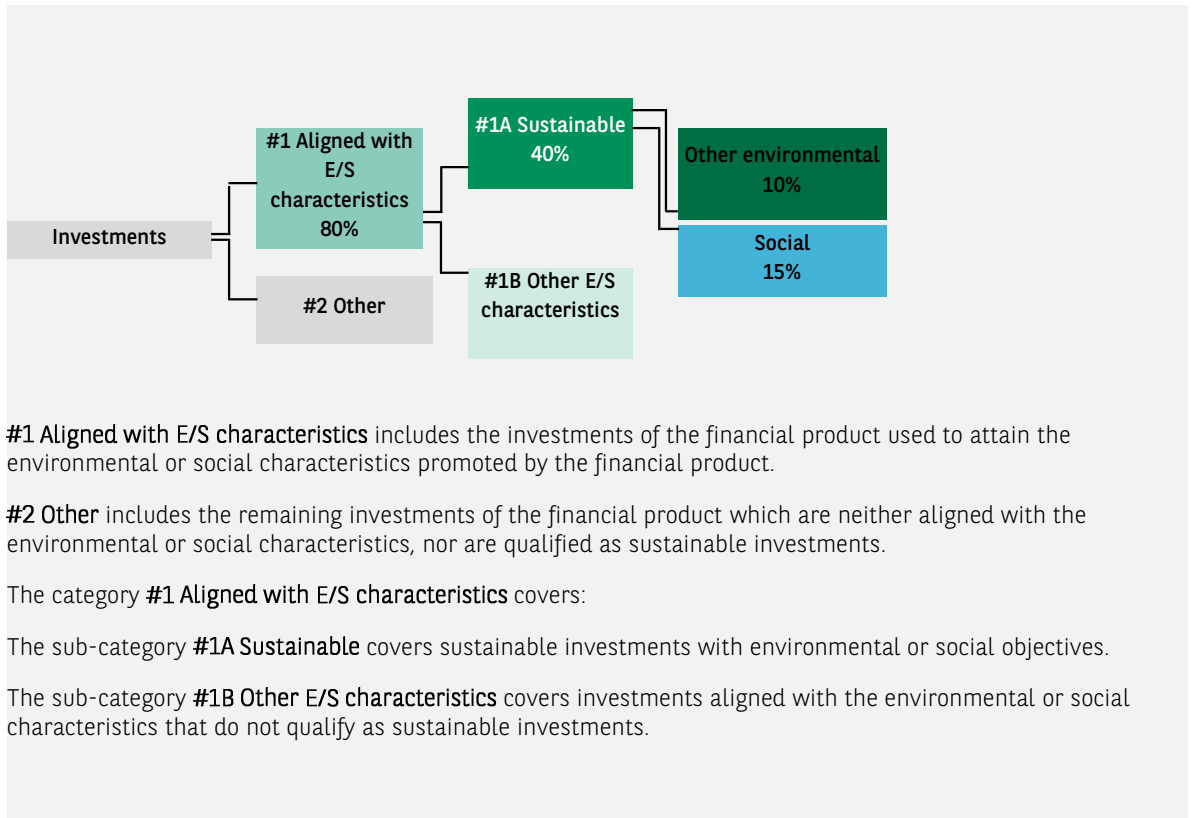 #1A Sustainable
40%
#1 Aligned with
E/S
characteristics
80%
Other environmental
10%
Investments
Social
15%
#1B Other E/S
characteristics
#2 Other
#1 Aligned with E/S characteristics includes the investments of the financial product used to attain the
environmental or social characteristics promoted by the financial product.
#2 Other includes the remaining investments of the financial product which are neither aligned with the
environmental or social characteristics, nor are qualified as sustainable investments.
The category #1 Aligned with E/S characteristics covers:
The sub-category #1A Sustainable covers sustainable investments with environmental or social objectives.
The sub-category #1B Other E/S characteristics covers investments aligned with the environmental or social
characteristics that do not qualify as sustainable investments.